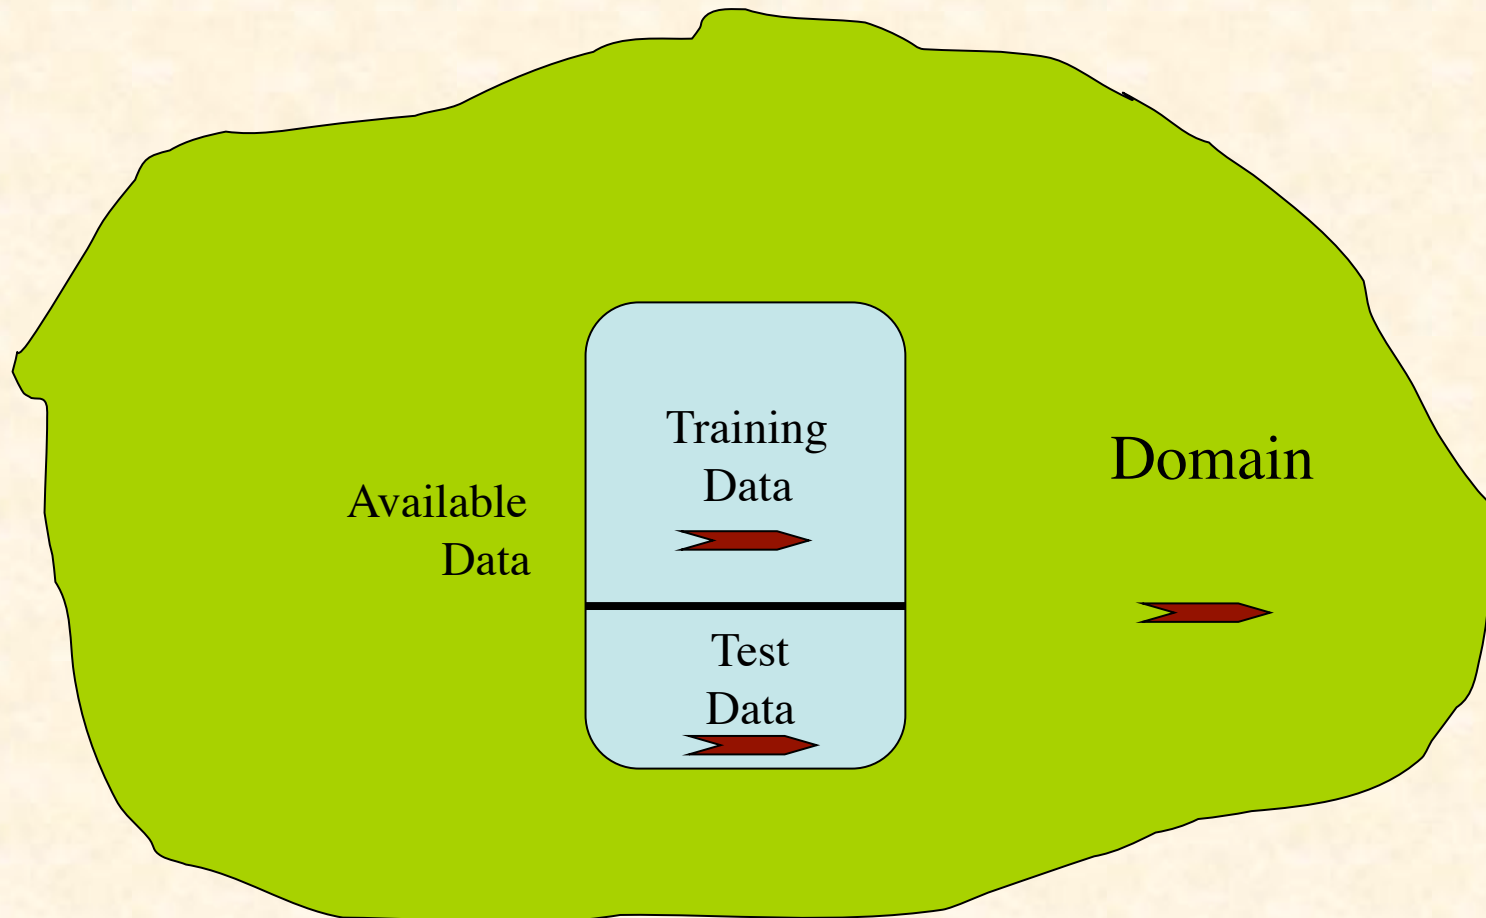 Training
Data
Available
Data
Domain
Test
Data